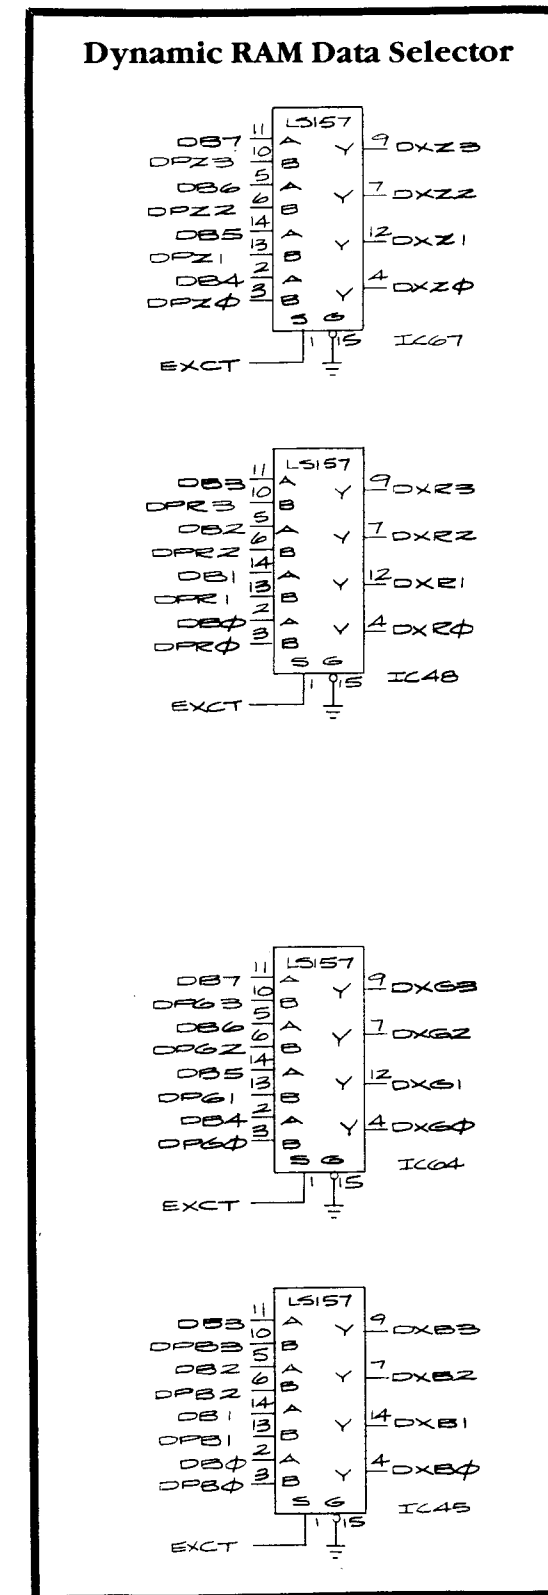 Dynamic RAM Data Selector
LS157
11 DB7 A
10 DPZ3 B
Y 9 DXZ3
5 DB6 A
6 DPZ2 B
Y 7 DXZ2
14 DB5 A
13 DPZ1 B
Y 12 DXZ1
2 DB4 A
3 DPZφ B
Y 4 DXZφ
S G
1 15 IC67
EXCT
LS157
11 DB3 A
10 DPR3 B
Y 9 DXR3
5 DB2 A
6 DPR2 B
Y 7 DXR2
14 DB1 A
13 DPR1 B
Y 12 DXR1
2 DBφ A
3 DPRφ B
Y 4 DXRφ
S G
1 15 IC48
EXCT
LS157
11 DB7 A
10 DPG3 B
Y 9 DXG3
5 DB6 A
6 DPG2 B
Y 7 DXG2
14 DB5 A
13 DPG1 B
Y 12 DXG1
2 DB4 A
3 DPGφ B
Y 4 DXGφ
S G
1 15 IC64
EXCT
LS157
11 DB3 A
10 DPB3 B
Y 9 DXB3
5 DB2 A
6 DPB2 B
Y 7 DXB2
14 DB1 A
13 DPB1 B
Y 14 DXB1
2 DBφ A
3 DPBφ B
Y 4 DXBφ
S G
1 15 IC45
EXCT